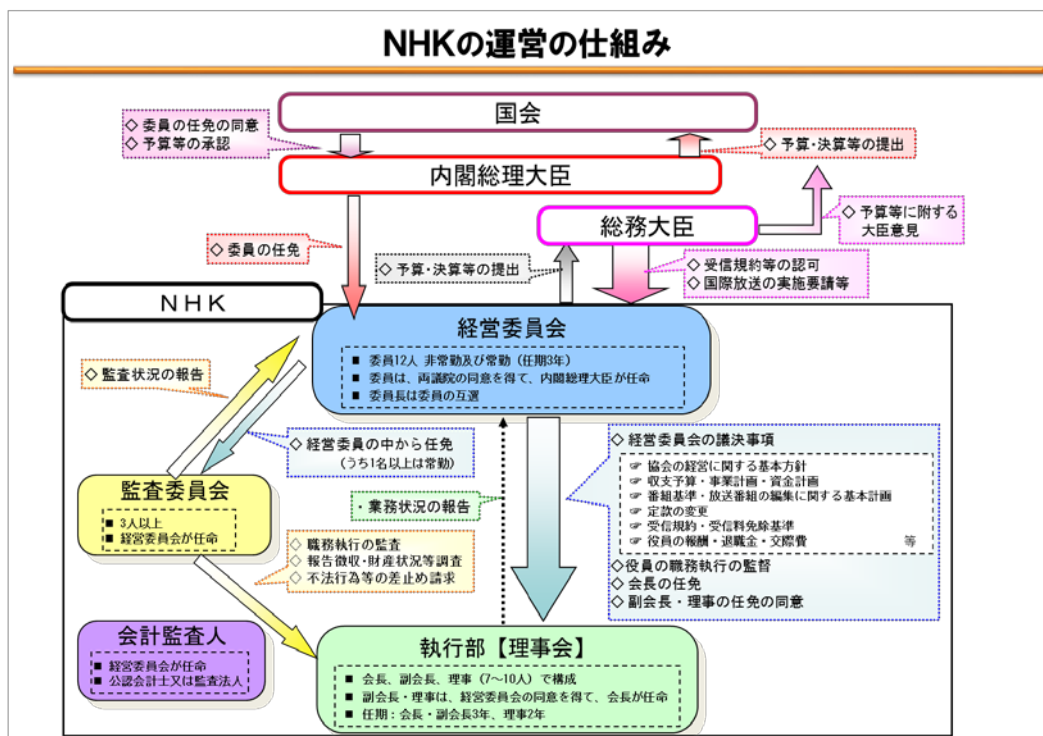 NHKの運営の仕組み
国会
◇ 委員の任免の同意
◇ 予算等の承認
◇ 予算・決算等の提出
内閣総理大臣
総務大臣
◇ 予算等に附する
大臣意見
◇ 委員の任免
◇ 予算・決算等の提出
◇ 受信規約等の認可
◇ 国際放送の実施要請等
NHK
経営委員会
■ 委員12人 非常勤及び常勤（任期3年）
■ 委員は、両議院の同意を得て、内閣総理大臣が任命
■ 委員長は委員の互選
◇ 監査状況の報告
◇ 経営委員の中から任免
（うち1名以上は常勤）
◇ 経営委員会の議決事項
☞ 協会の経営に関する基本方針
☞ 収支予算・事業計画・資金計画
☞ 番組基準・放送番組の編集に関する基本計画
☞ 定款の変更
☞ 受信規約・受信料免除基準
☞ 役員の報酬・退職金・交際費 等
◇役員の職務執行の監督
◇ 会長の任免
◇ 副会長・理事の任免の同意
監査委員会
■ 3人以上
■ 経営委員会が任命
・業務状況の報告
◇ 職務執行の監査
◇ 報告徴収・財産状況等調査
◇ 不法行為等の差止め請求
会計監査人
■ 経営委員会が任命
■ 公認会計士又は監査法人
執行部【理事会】
■ 会長、副会長、理事（7～10人）で構成
■ 副会長・理事は、経営委員会の同意を得て、会長が任命
■ 任期：会長・副会長3年、理事2年